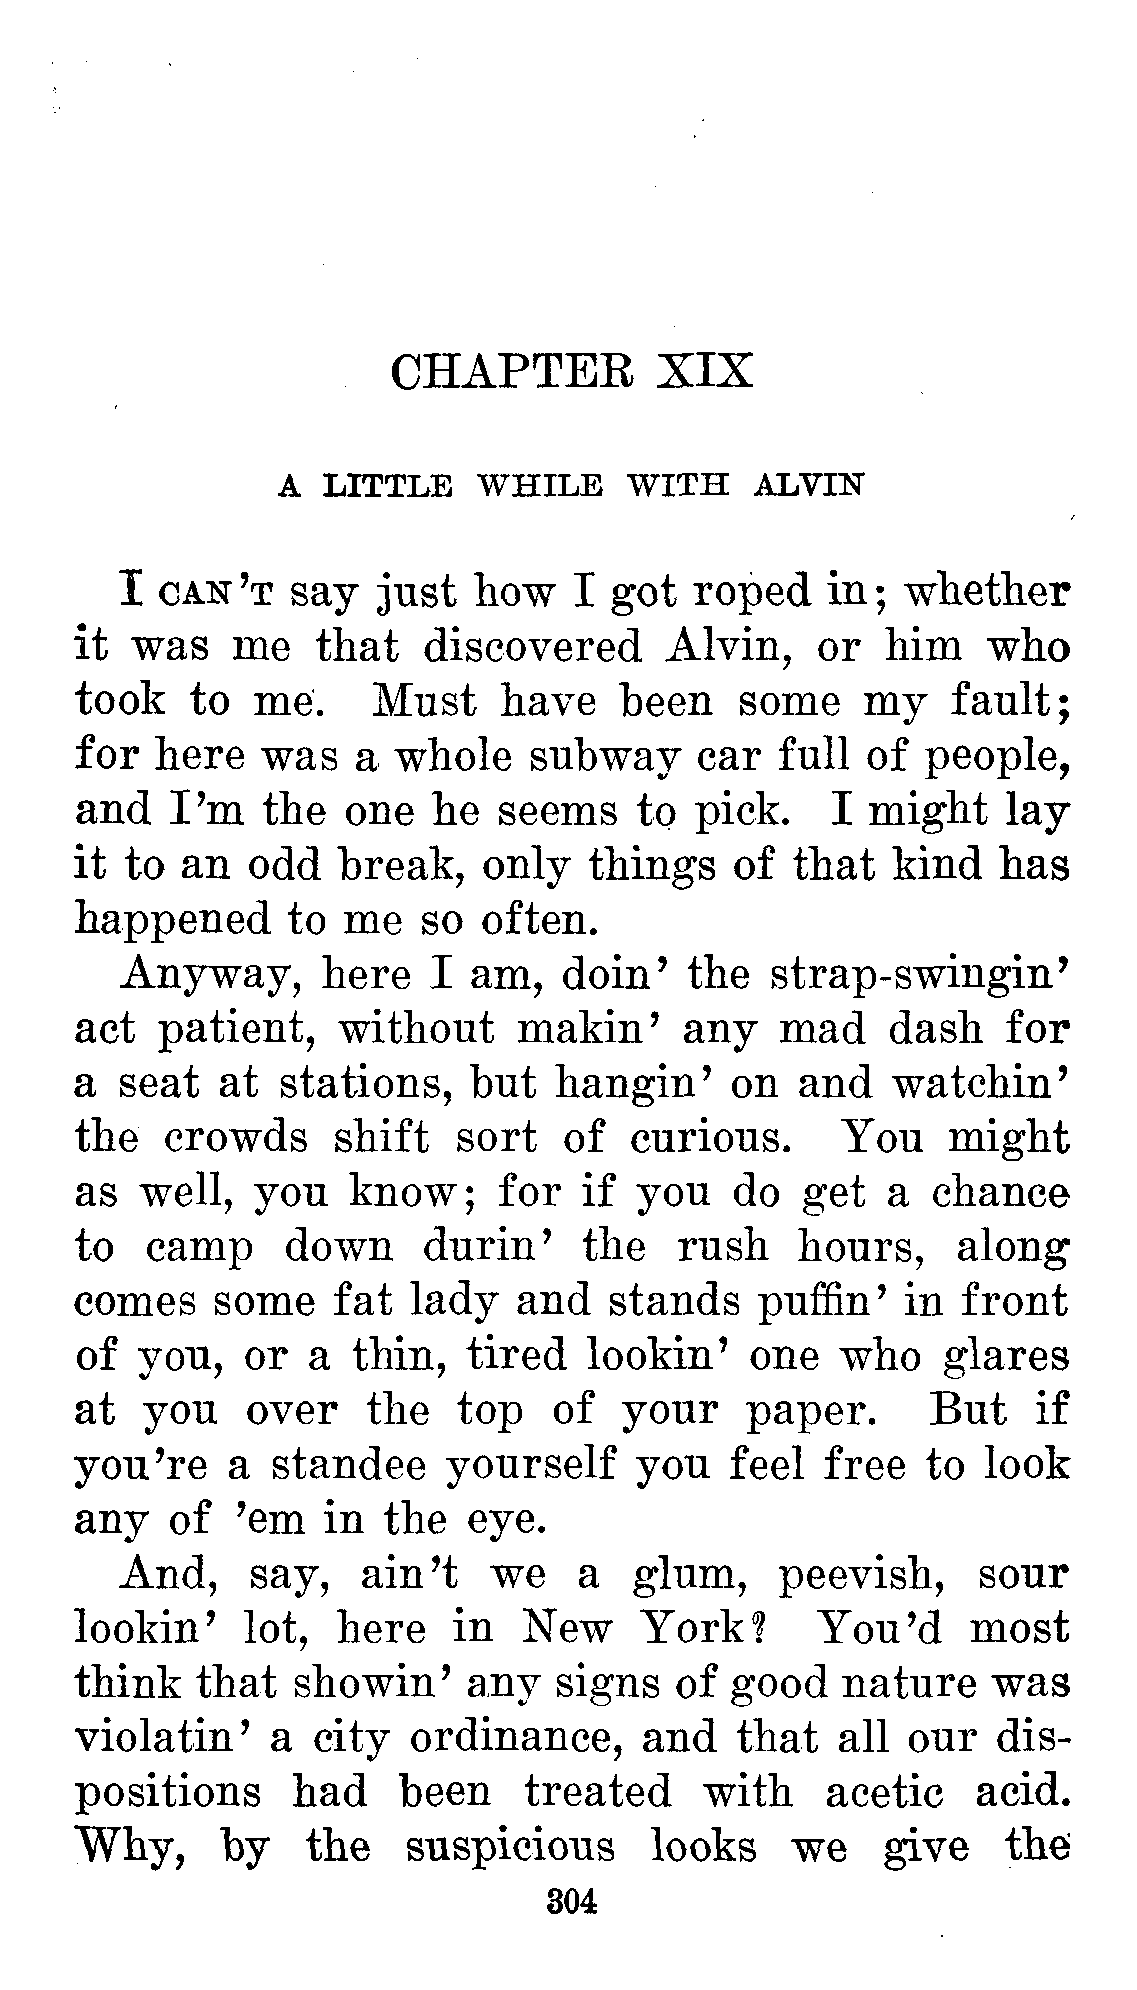 CHAPTER XIX
A LITTLE WHILE WITH ALVIN
I CAN'T say just how I got roped in; whether
it was me that discovered Alvin, or him who
took to me. Must have been some my fault;
for here was a whole subway car full of people,
and I'm the one he seems to pick. I might lay
it to an odd break, only things of that kind has
happened to me so often.
Anyway, here I am, doin' the strap-swingin'
act patient, without makin' any mad dash for
a seat at stations, but hangin' on and watchin'
the crowds shift sort of curious. You might
as well, you know; for if you do get a chance
to camp down durin' the rush hours, along
comes some fat lady and stands puffin' in front
of you, or a thin, tired lookin' one who glares
at you over the top of your paper. But if
you're a standee yourself you feel free to look
any of 'em in the eye.
And, say, ain't we a glum, peevish, sour
lookin' lot, here in New York? You'd most
think that showin' any signs of good nature was
violatin' a city ordinance, and that all our dis-
positions had been treated with acetic acid.
Why, by the suspicious looks we give the
304